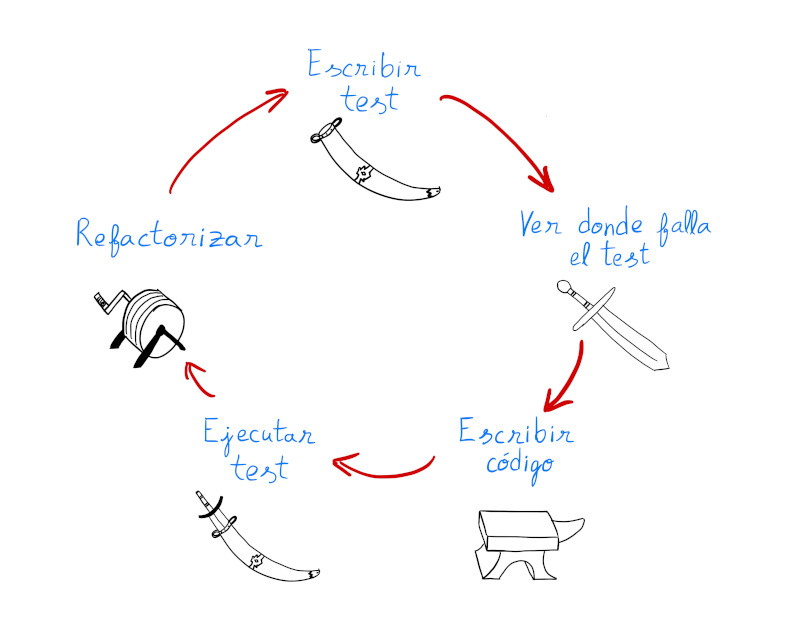 Escribir
test
Ver donde falla
el test
Escribir
código
Ejecutar
test
Refactorizar